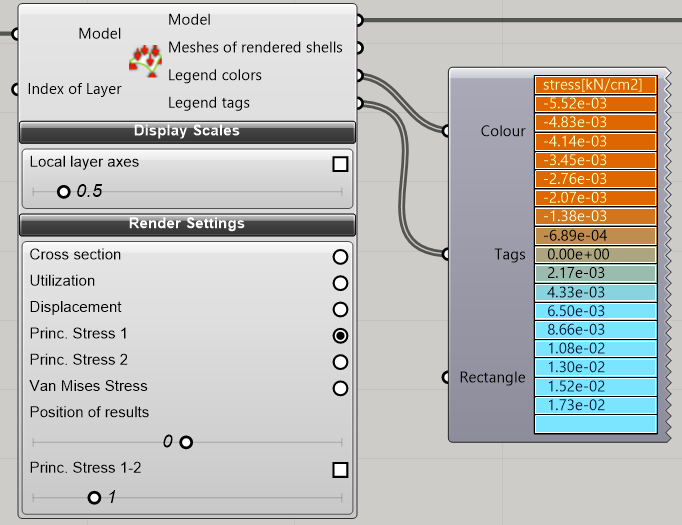 Model
Model
Meshes of rendered shells
Index of Layer
Legend colors
Legend tags
Display Scales
Local layer axes
0.5
Render Settings
Cross section
Utilization
Displacement
Princ. Stress 1
Princ. Stress 2
Van Mises Stress
Position of results
0
Princ. Stress 1-2
1
Colour
Tags
Rectangle
stress[kN/cm2]
-5.52e-03
-4.83e-03
-4.14e-03
-3.45e-03
-2.76e-03
-2.07e-03
-1.38e-03
-6.89e-04
0.00e+00
2.17e-03
4.33e-03
6.50e-03
8.66e-03
1.08e-02
1.30e-02
1.52e-02
1.73e-02